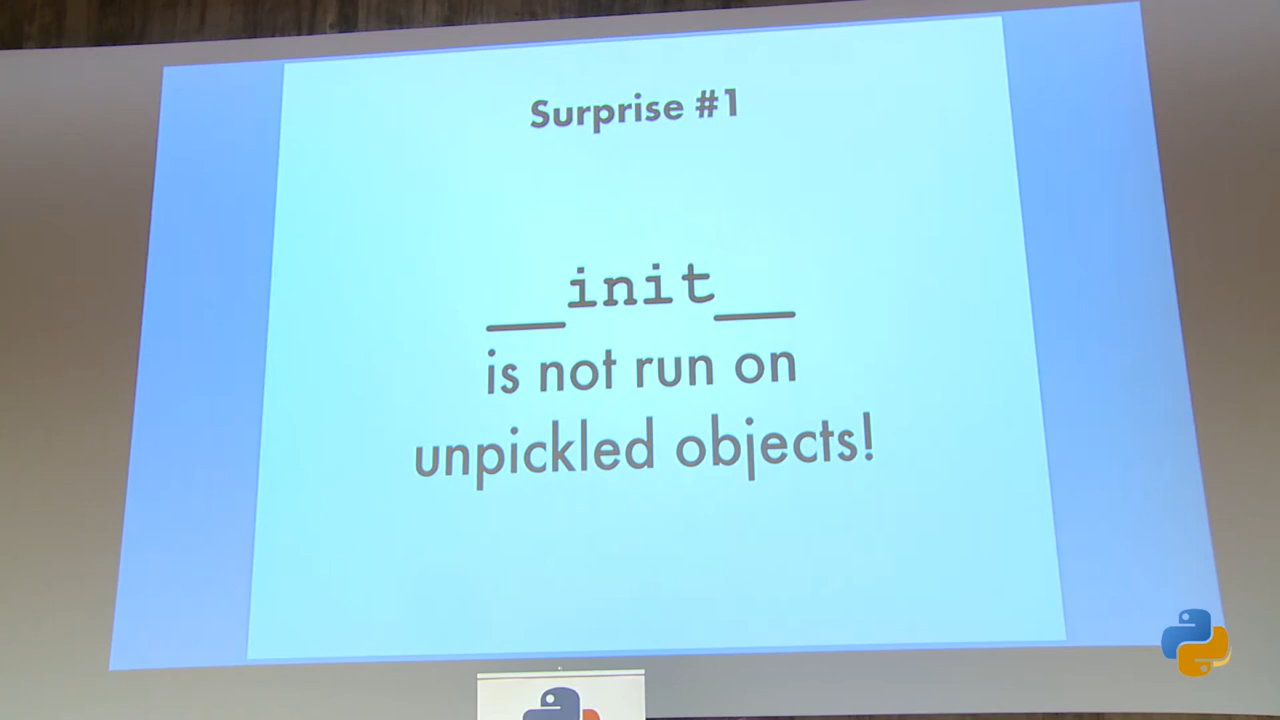 Surprise #1
__init__
is not run on
unpickled objects!